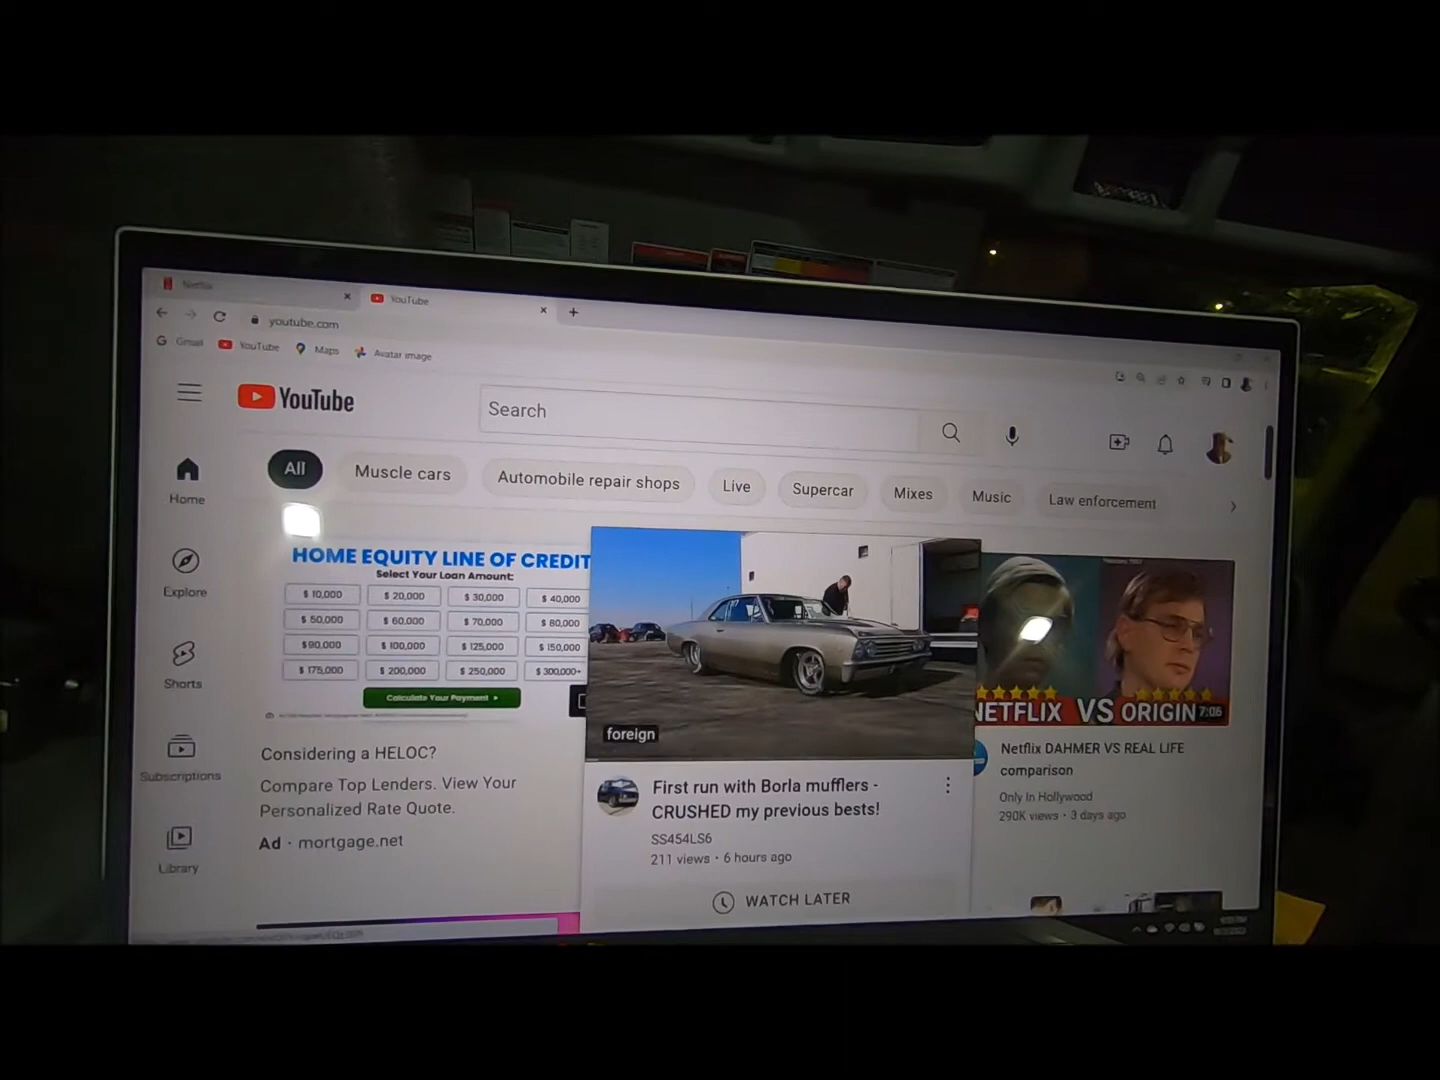 Netflix
YouTube
youtube.com
Gmail
YouTube
Maps
Avatar image
YouTube
Search
All
Muscle cars
Automobile repair shops
Live
Supercar
Mixes
Music
Law enforcement
Home
Explore
Shorts
Subscriptions
Library
HOME EQUITY LINE OF CREDIT
Select Your Loan Amount:
$ 10,000 $ 20,000 $ 30,000 $ 40,000
$ 50,000 $ 60,000 $ 70,000 $ 80,000
$90,000 $ 100,000 $ 125,000 $ 150,000
$ 175,000 $ 200,000 $ 250,000 $ 300,000+
Calculate Your Payment
Considering a HELOC?
Compare Top Lenders. View Your
Personalized Rate Quote.
Ad · mortgage.net
foreign
First run with Borla mufflers -
CRUSHED my previous bests!
SS454LS6
211 views • 6 hours ago
WATCH LATER
NETFLIX VS ORIGIN
7:06
Netflix DAHMER VS REAL LIFE
comparison
Only In Hollywood
290K views • 3 days ago